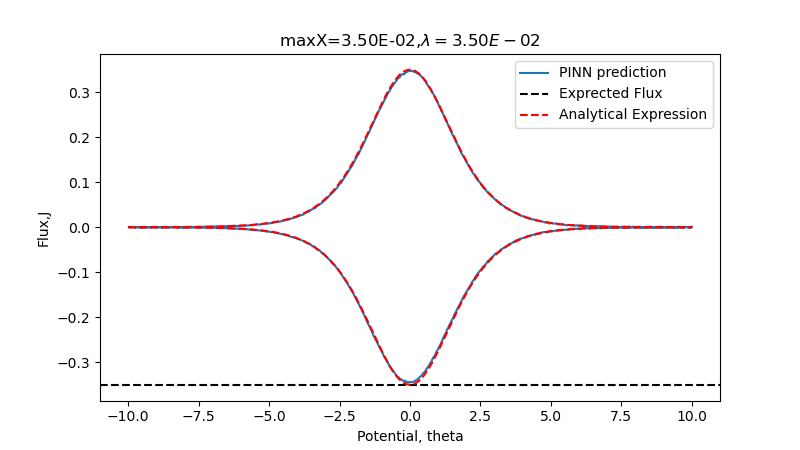 maxX=3.50E-02,λ = 3.50E − 02
PINN prediction
Exprected Flux
Analytical Expression
Flux,J
0.3
0.2
0.1
0.0
−0.1
−0.2
−0.3
−10.0 −7.5 −5.0 −2.5 0.0 2.5 5.0 7.5 10.0
Potential, theta